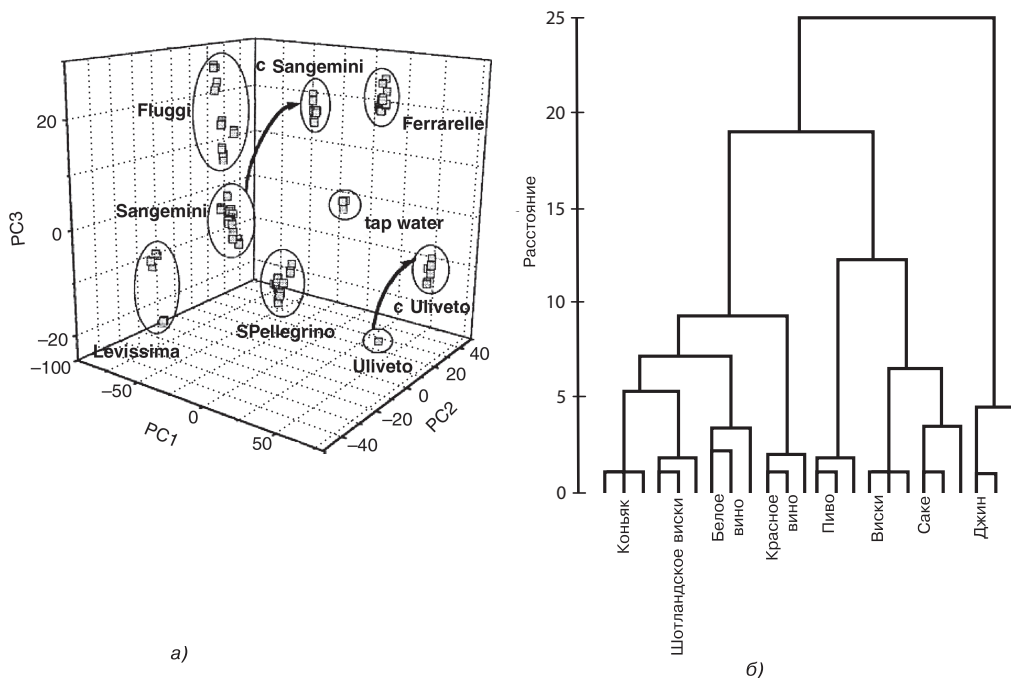 c Sangemini
Fluggi
Ferrarelle
Sangemini
tap water
c Uliveto
SPellegrino
Levissima
Uliveto
PC3
20
0
–20
–100
–50
0
50
PC1
–40
–20
0
20
40
PC2
а)
Расстояние
25
20
15
10
5
0
Коньяк
Шотландское виски
Белое
вино
Красное
вино
Пиво
Виски
Саке
Джин
б)